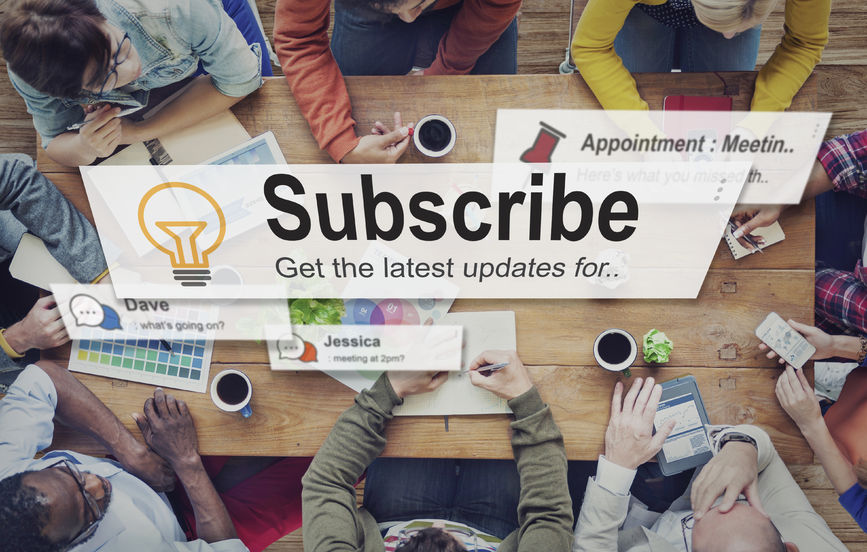 Appointment : Meetin..
Here's what you missed th..
Subscribe
Get the latest updates for..
Dave
: what's going on?
Jessica
: meeting at 2pm?